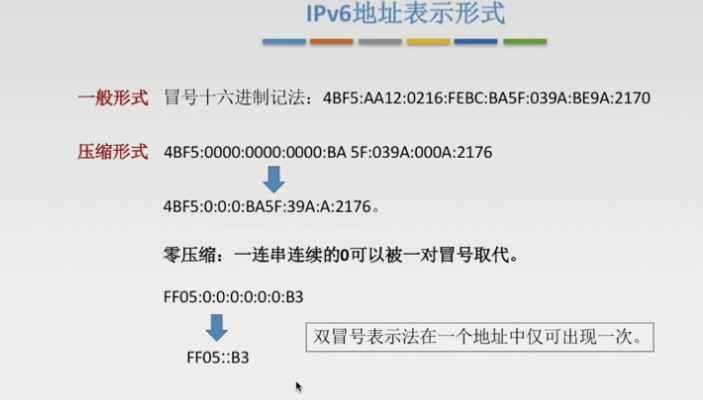 IPv6地址表示形式
一般形式 冒号十六进制记法：4BF5:AA12:0216:FEBC:BA5F:039A:BE9A:2170
压缩形式 4BF5:0000:0000:0000:BA 5F:039A:000A:2176
4BF5:0:0:0:BA5F:39A:A:2176。
零压缩：一连串连续的0可以被一对冒号取代。
FF05:0:0:0:0:0:0:B3
双冒号表示法在一个地址中仅可出现一次。
FF05::B3